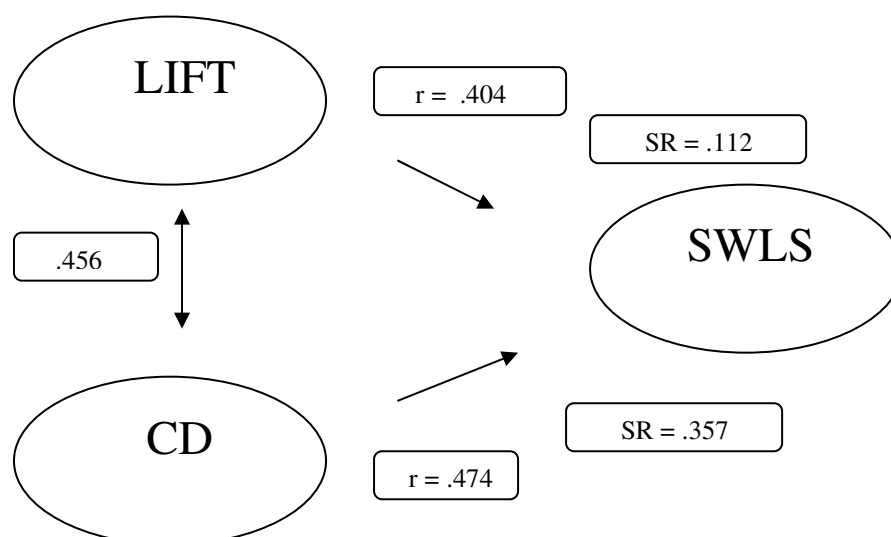 LIFT
r = .404
SR = .112
.456
SWLS
CD
SR = .357
r = .474